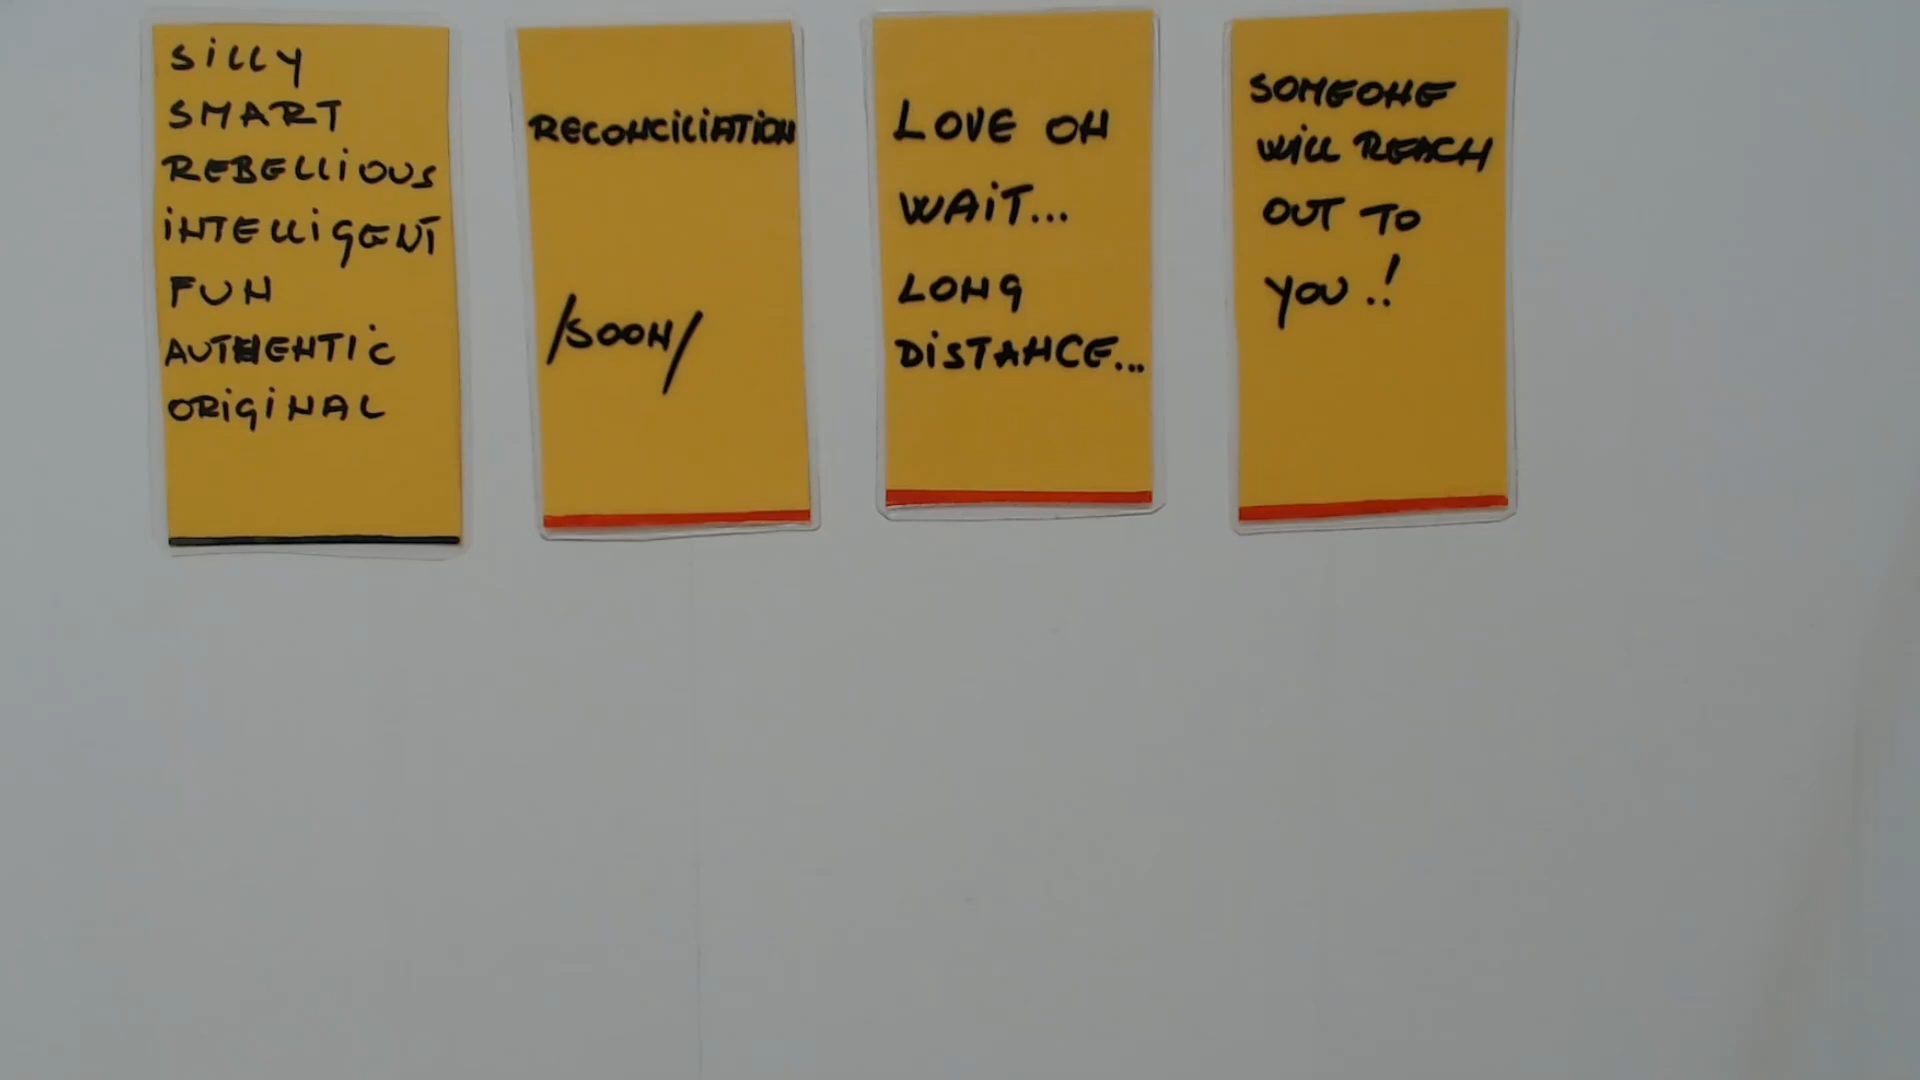 SILLY
SMART
REBELLIOUS
INTELLIGENT
FUN
AUTHENTIC
ORIGINAL
RECONCILIATION
/SOON/
LOVE ON
WAIT...
LONG
DISTANCE...
SOMEONE
WILL REACH
OUT TO
YOU..!